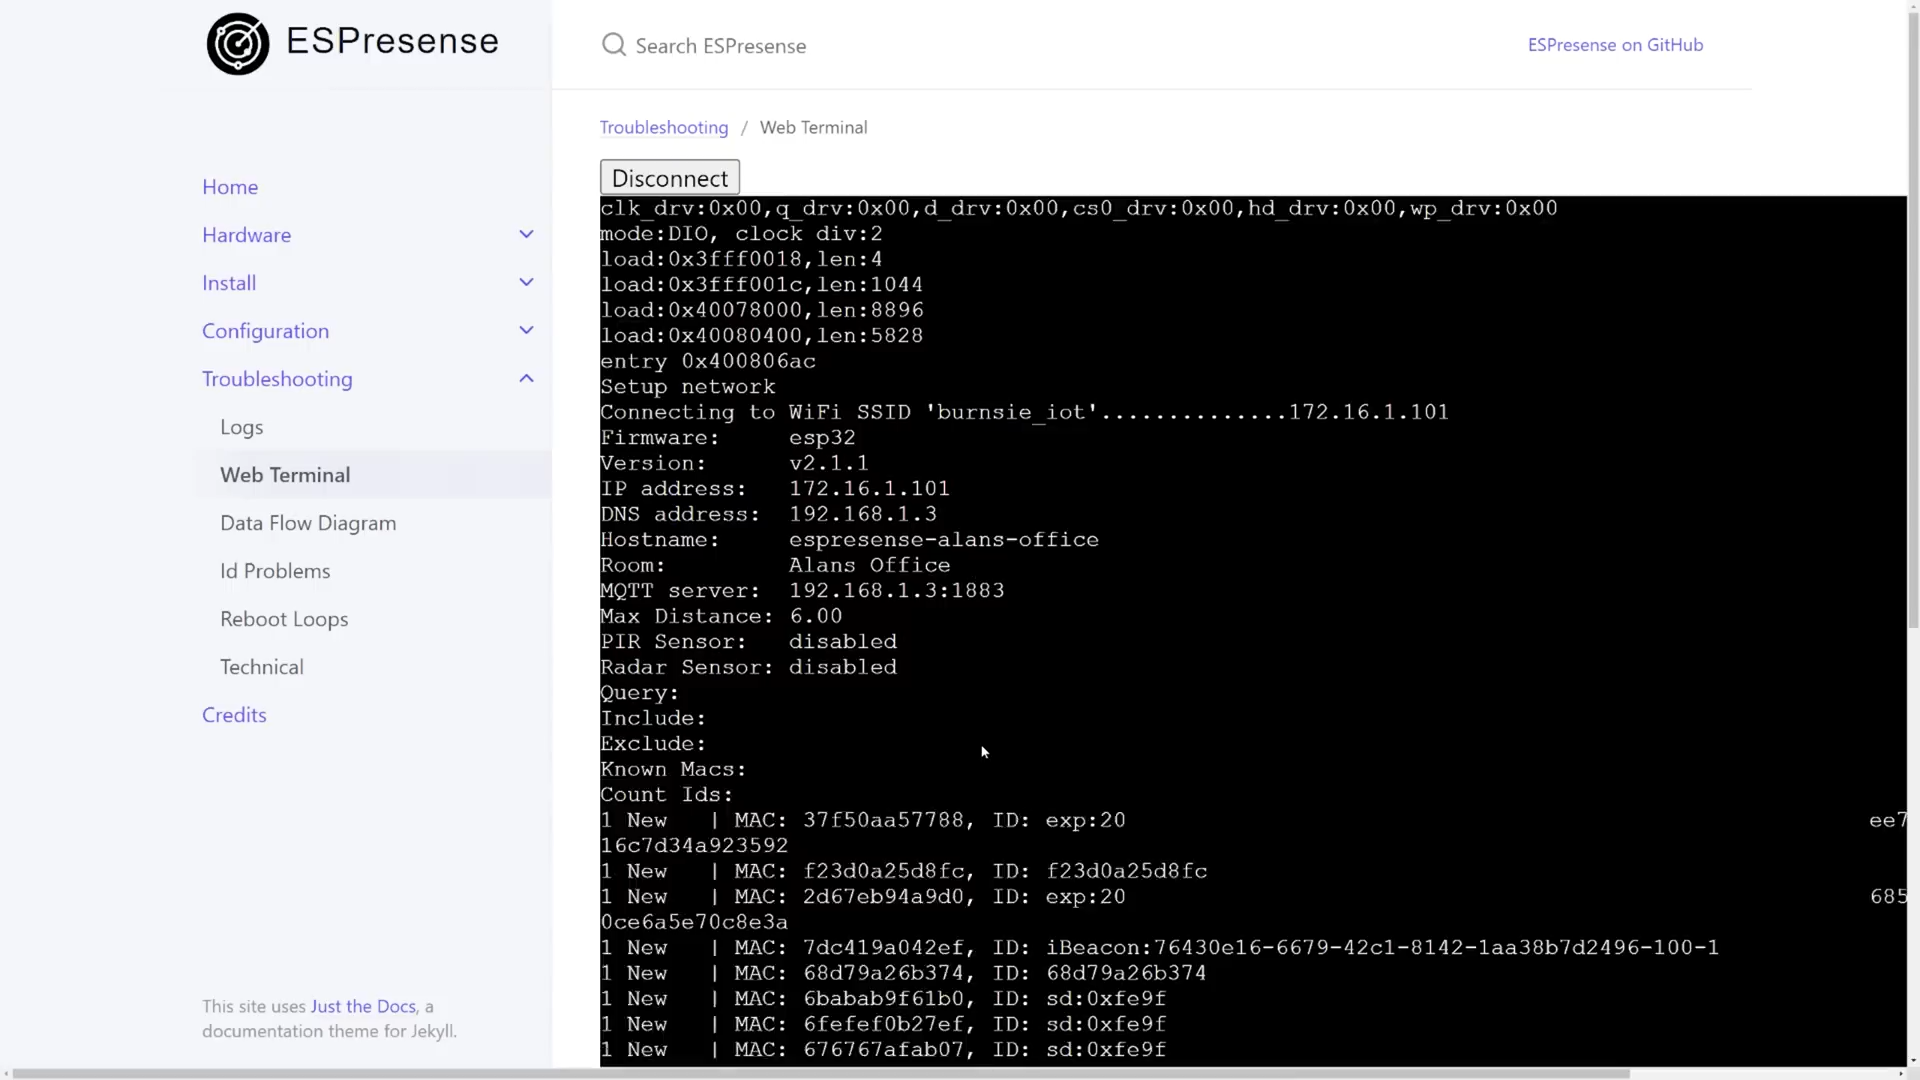 ESPresense
Search ESPresense
ESPresense on GitHub
Home
Hardware
Install
Configuration
Troubleshooting
Logs
Web Terminal
Data Flow Diagram
Id Problems
Reboot Loops
Technical
Credits
This site uses Just the Docs, a
documentation theme for Jekyll.
Troubleshooting / Web Terminal
Disconnect
clk_drv:0x00,q_drv:0x00,d_drv:0x00,cs0_drv:0x00,hd_drv:0x00,wp_drv:0x00
mode:DIO, clock div:2
load:0x3fff0018,len:4
load:0x3fff001c,len:1044
load:0x40078000,len:8896
load:0x40080400,len:5828
entry 0x400806ac
Setup network
Connecting to WiFi SSID 'burnsie_iot'..............172.16.1.101
Firmware: esp32
Version: v2.1.1
IP address: 172.16.1.101
DNS address: 192.168.1.3
Hostname: espresense-alans-office
Room: Alans Office
MQTT server: 192.168.1.3:1883
Max Distance: 6.00
PIR Sensor: disabled
Radar Sensor: disabled
Query:
Include:
Exclude:
Known Macs:
Count Ids:
1 New | MAC: 37f50aa57788, ID: exp:20 ee7
16c7d34a923592
1 New | MAC: f23d0a25d8fc, ID: f23d0a25d8fc
1 New | MAC: 2d67eb94a9d0, ID: exp:20 685
0ce6a5e70c8e3a
1 New | MAC: 7dc419a042ef, ID: iBeacon:76430e16-6679-42c1-8142-1aa38b7d2496-100-1
1 New | MAC: 68d79a26b374, ID: 68d79a26b374
1 New | MAC: 6babab9f61b0, ID: sd:0xfe9f
1 New | MAC: 6fefef0b27ef, ID: sd:0xfe9f
1 New | MAC: 676767afab07, ID: sd:0xfe9f